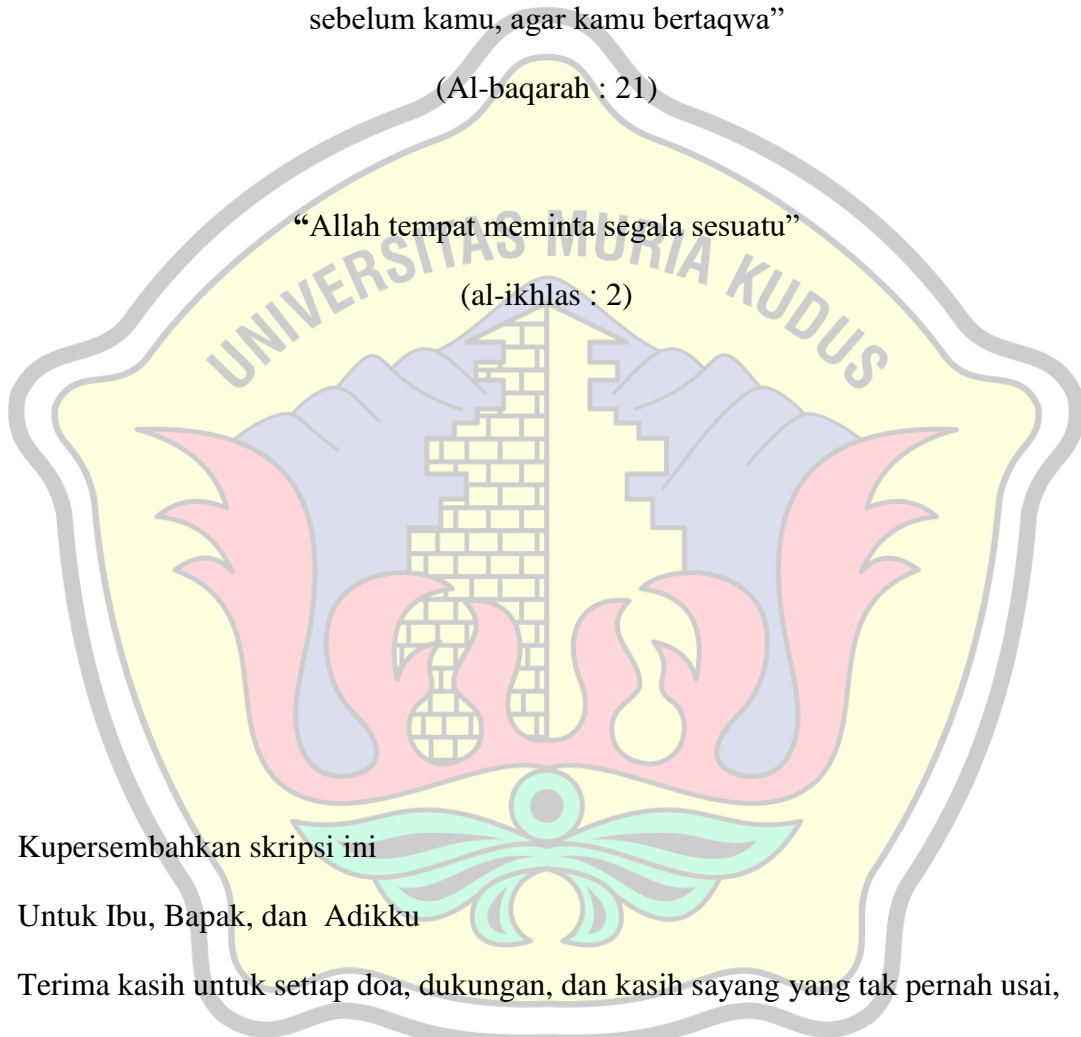 sebelum kamu, agar kamu bertaqwa”
(Al-baqarah : 21)
“Allah tempat meminta segala sesuatu”
UNIVERSITAS MURIA KUDUS
(al-ikhlas : 2)
Kupersembahkan skripsi ini
Untuk Ibu, Bapak, dan  Adikku
Terima kasih untuk setiap doa, dukungan, dan kasih sayang yang tak pernah usai,